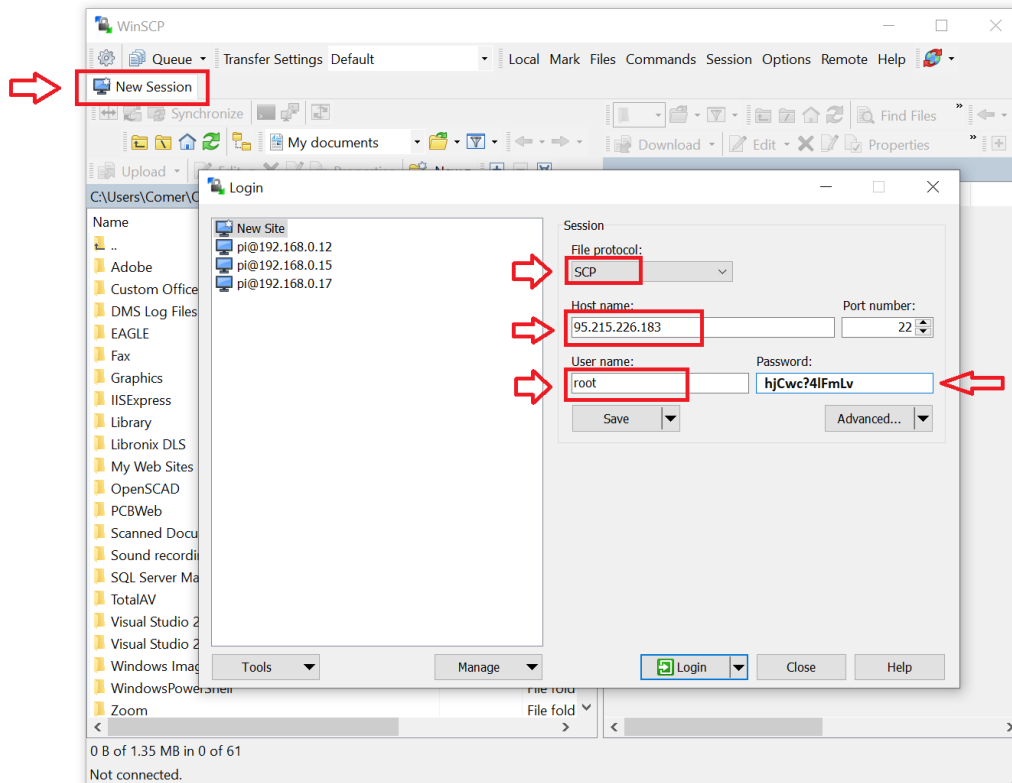 WinSCP
Queue Transfer Settings Default Local Mark Files Commands Session Options Remote Help
New Session
Synchronize Find Files »
My documents Download Edit Properties »
Upload
C:\Users\Comer\
Login
Name
..
Adobe
Custom Office
DMS Log Files
EAGLE
Fax
Graphics
IISExpress
Library
Libronix DLS
My Web Sites
OpenSCAD
PCBWeb
Scanned Docu
Sound recordi
SQL Server Ma
TotalAV
Visual Studio 2
Visual Studio 2
Windows Imag
WindowsPowerShell
Zoom
File fold
File fold
New Site
pi@192.168.0.12
pi@192.168.0.15
pi@192.168.0.17
Session
File protocol:
SCP
Host name: Port number:
95.215.226.183 22
User name: Password:
root hjCwc?4lFmLv
Save Advanced...
Tools Manage Login Close Help
0 B of 1.35 MB in 0 of 61
Not connected.